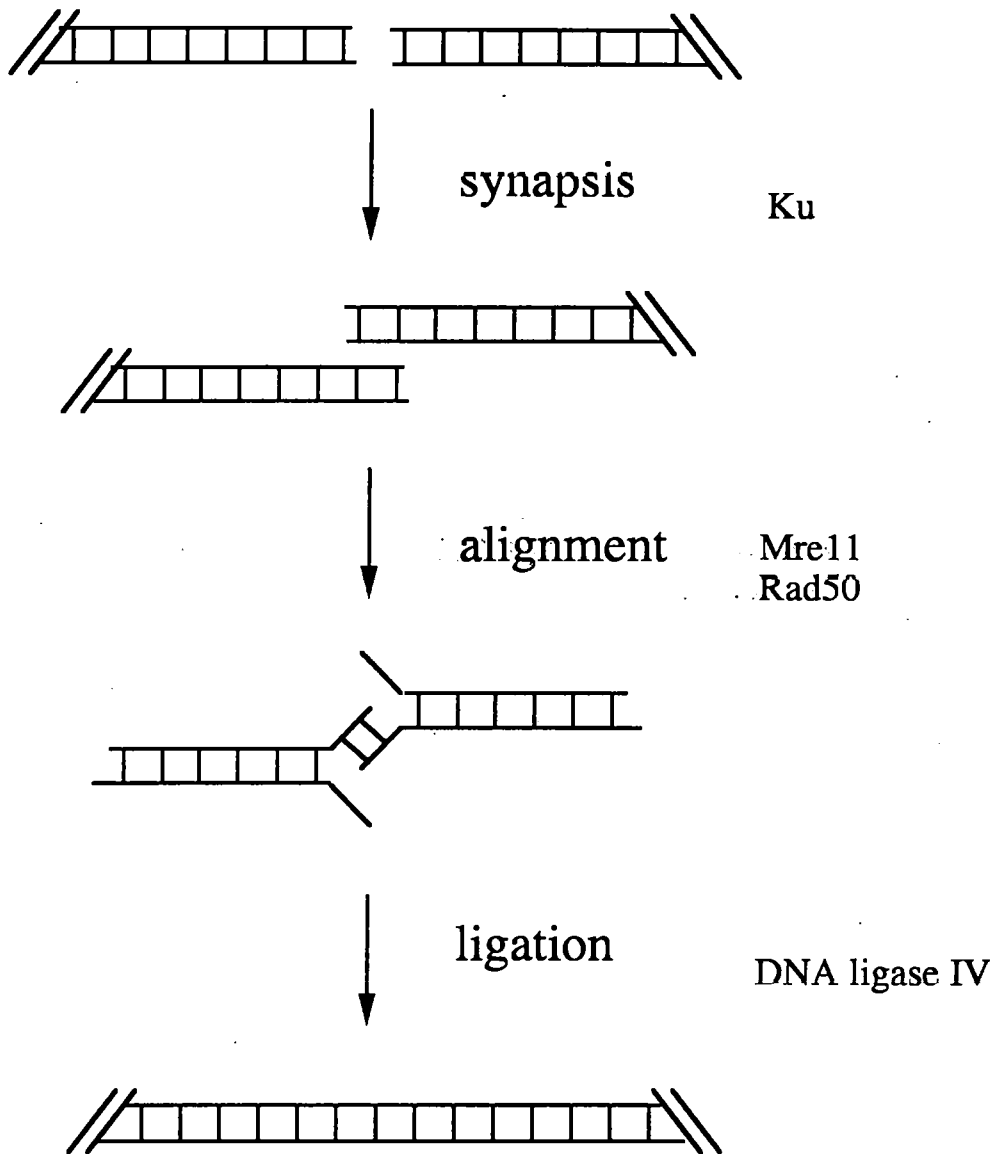 synapsis
Ku
alignment
Mre11
Rad50
ligation
DNA ligase IV